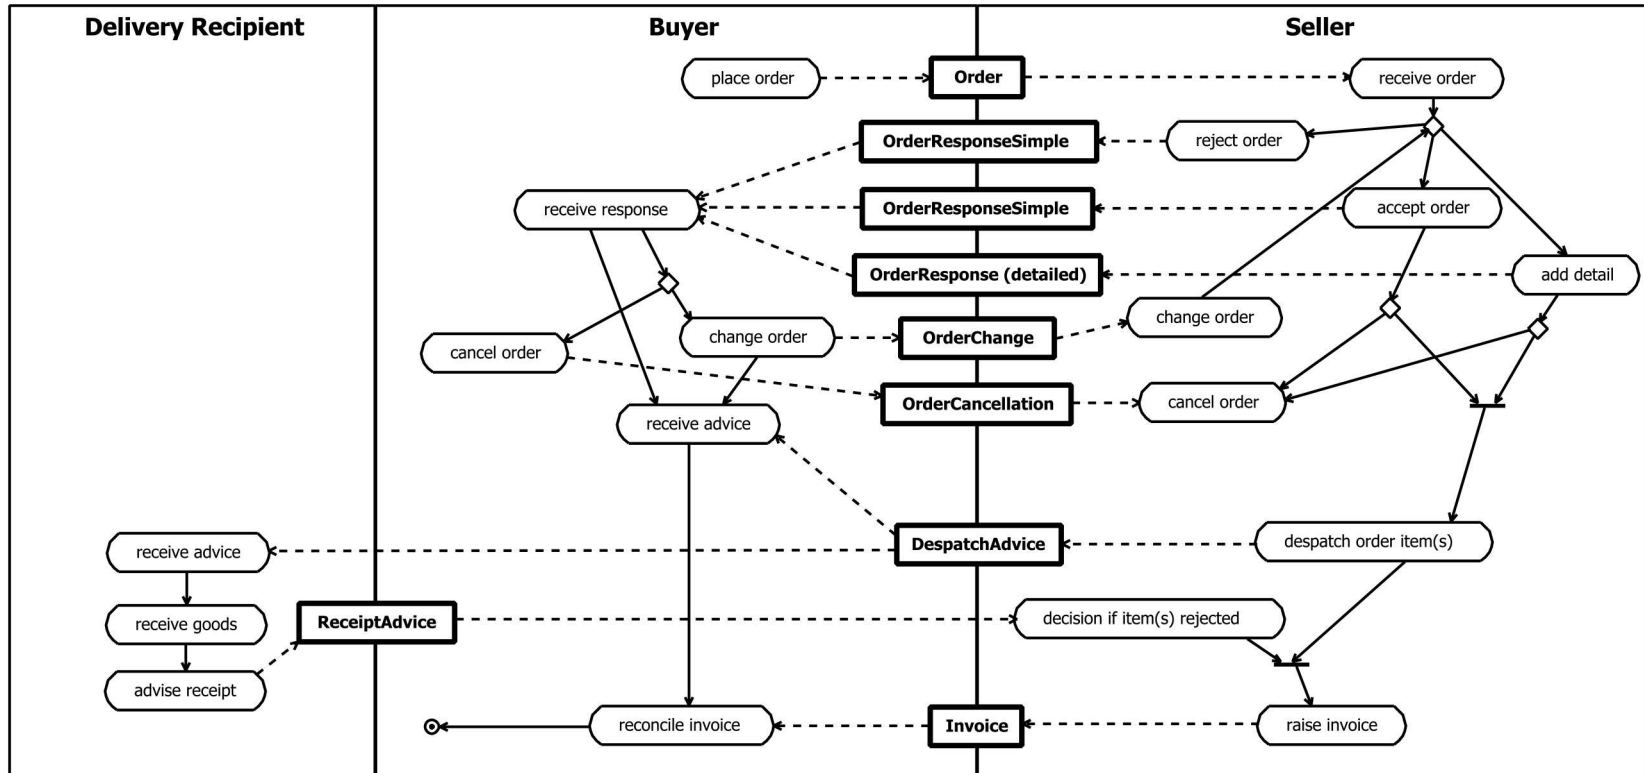 Delivery Recipient
Buyer
Seller
place order
Order
receive order
OrderResponseSimple
reject order
receive response
OrderResponseSimple
accept order
OrderResponse (detailed)
add detail
change order
cancel order
change order
OrderChange
OrderCancellation
cancel order
receive advice
receive advice
DespatchAdvice
despatch order item(s)
receive goods
ReceiptAdvice
decision if item(s) rejected
advise receipt
reconcile invoice
Invoice
raise invoice